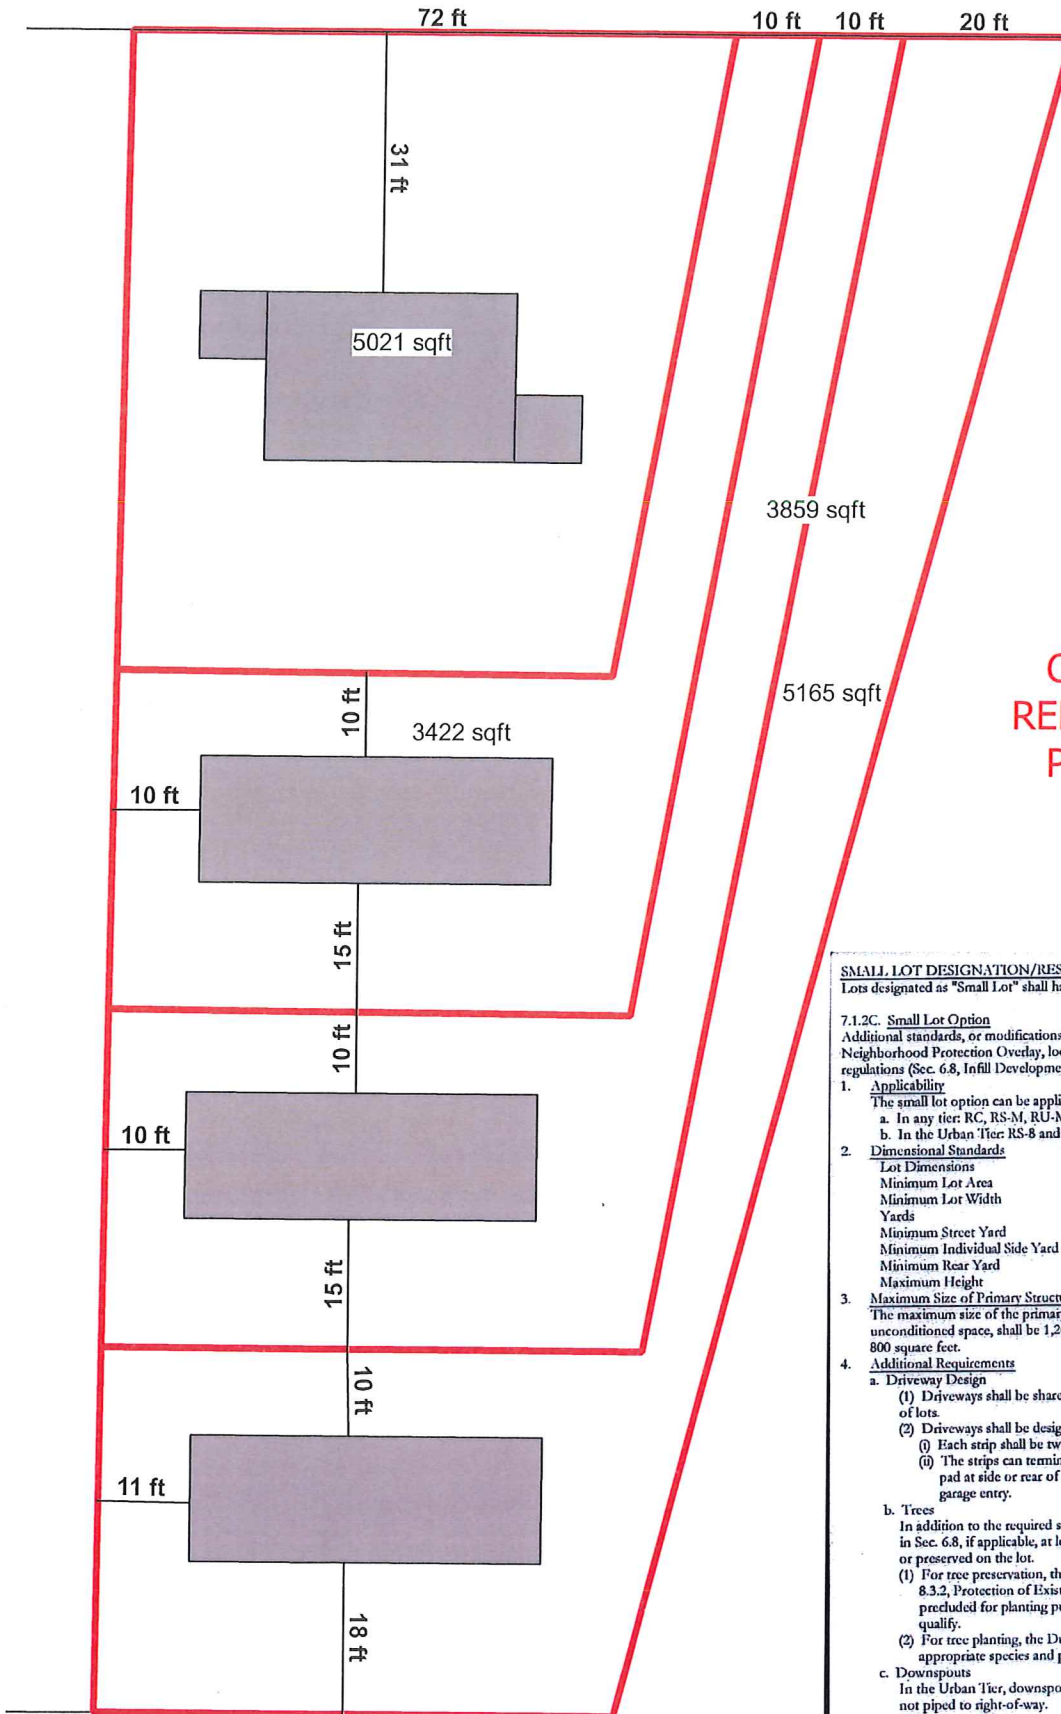 72 ft
10 ft
10 ft
20 ft
31 ft
5021 sqft
3859 sqft
5165 sqft
10 ft
3422 sqft
10 ft
15 ft
10 ft
10 ft
15 ft
10 ft
11 ft
18 ft
SMALL LOT DESIGNATION/RES
Lots designated as "Small Lot" shall h
7.1.2C. Small Lot Option
Additional standards, or modifications
Neighborhood Protection Overlay, lo
regulations (Sec. 6.8, Infill Developme
1. Applicability
The small lot option can be appli
a. In any tier: RC, RS-M, RU-M
b. In the Urban Tier: RS-8 and
2. Dimensional Standards
Lot Dimensions
Minimum Lot Area
Minimum Lot Width
Yards
Minimum Street Yard
Minimum Individual Side Yard
Minimum Rear Yard
Maximum Height
3. Maximum Size of Primary Struct
The maximum size of the primar
unconditioned space, shall be 1,2
800 square feet.
4. Additional Requirements
a. Driveway Design
(1) Driveways shall be share
of lots.
(2) Driveways shall be desig
(i) Each strip shall be tw
(ii) The strips can termin
pad at side or rear of
garage entry.
b. Trees
In addition to the required s
in Sec. 6.8, if applicable, at l
or preserved on the lot.
(1) For tree preservation, th
8.3.2, Protection of Exist
precluded for planting pu
qualify.
(2) For tree planting, the D
appropriate species and p
c. Downspouts
In the Urban Tier, downspo
not piped to right-of-way.